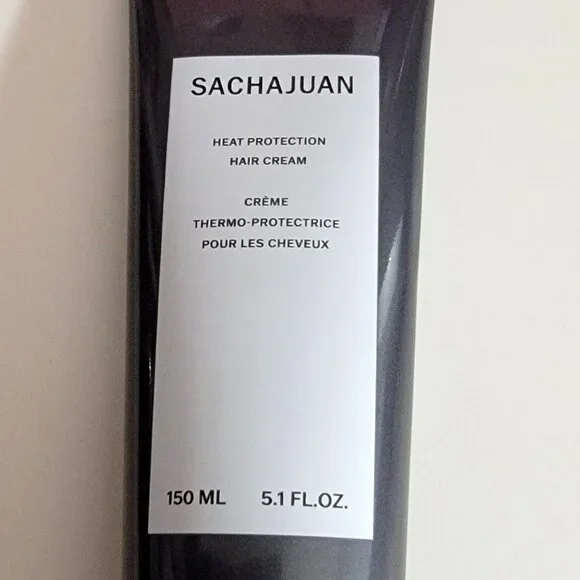 SACHAJUAN
HEAT PROTECTION
HAIR CREAM
CRÈME
THERMO-PROTECTRICE
POUR LES CHEVEUX
150 ML 5.1 FL.OZ.